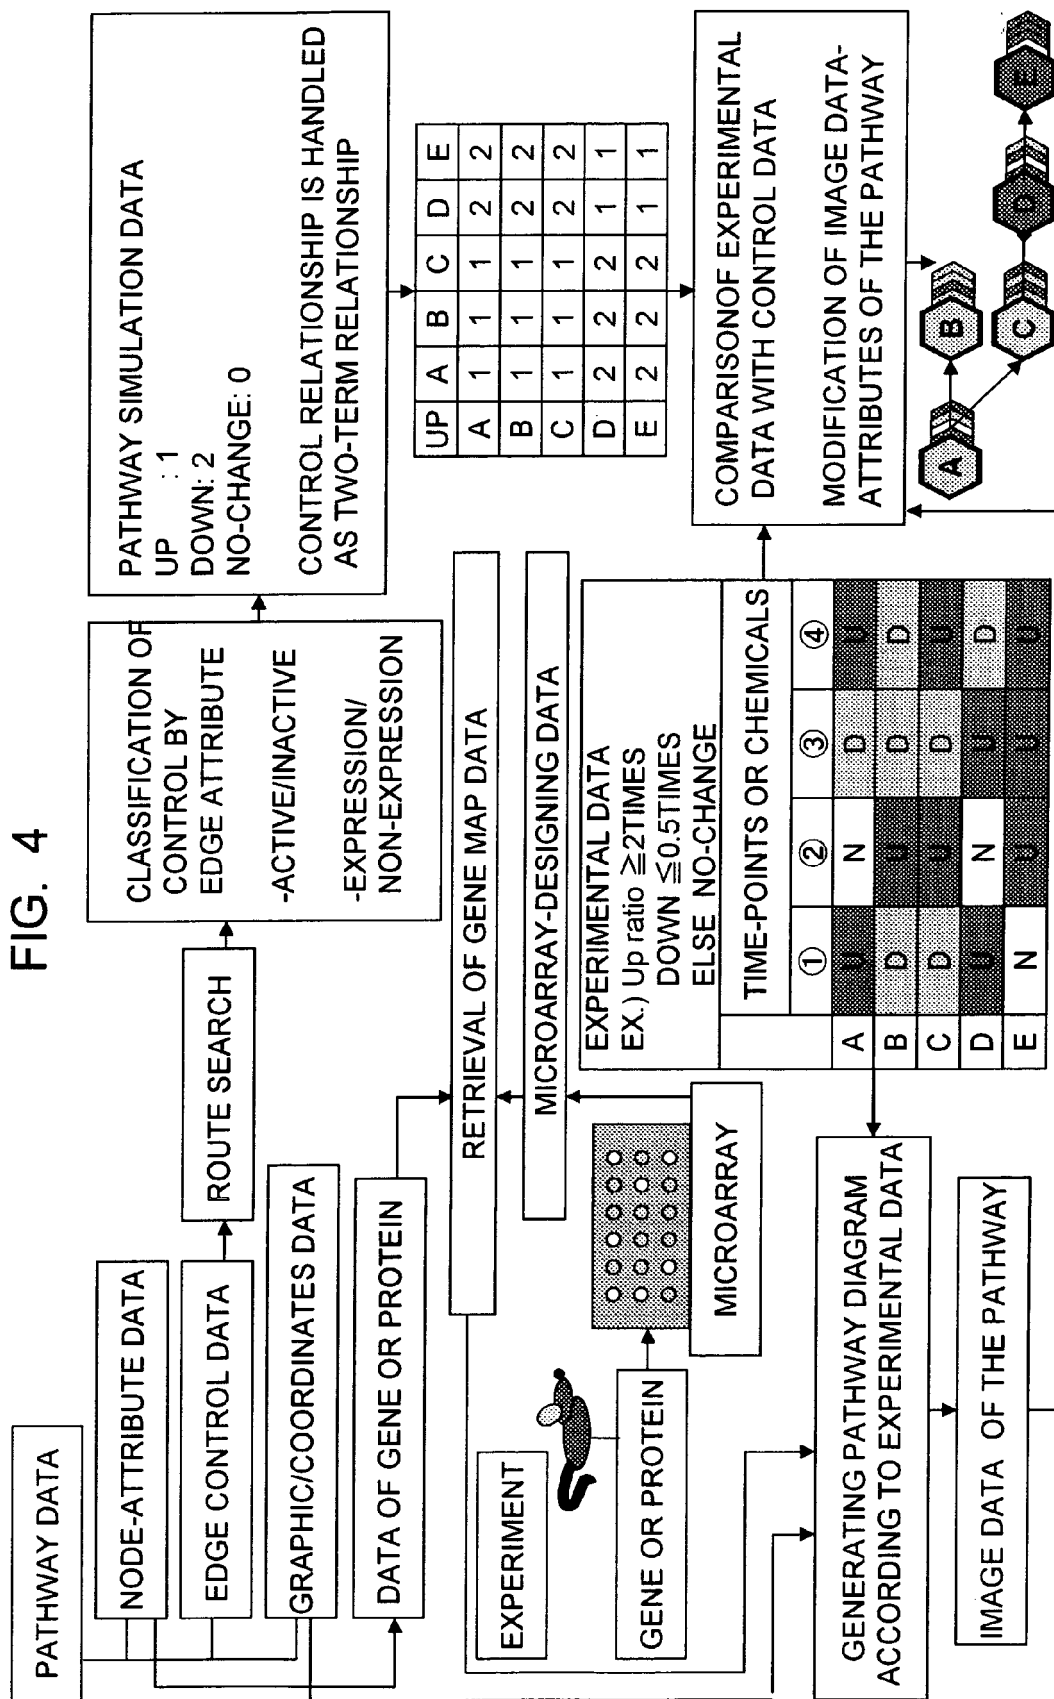 FIG. 4
PATHWAY DATA
NODE-ATTRIBUTE DATA
EDGE CONTROL DATA
GRAPHIC/COORDINATES DATA
DATA OF GENE OR PROTEIN
ROUTE SEARCH
CLASSIFICATION OF
CONTROL BY
EDGE ATTRIBUTE
-ACTIVE/INACTIVE
-EXPRESSION/
NON-EXPRESSION
PATHWAY SIMULATION DATA
UP : 1
DOWN: 2
NO-CHANGE: 0
CONTROL RELATIONSHIP IS HANDLED
AS TWO-TERM RELATIONSHIP
UP A B C D E
A 1 1 1 2 2
B 1 1 1 2 2
C 1 1 1 2 2
D 2 2 2 1 1
E 2 2 2 1 1
RETRIEVAL OF GENE MAP DATA
MICROARRAY-DESIGNING DATA
EXPERIMENT
GENE OR PROTEIN
MICROARRAY
EXPERIMENTAL DATA
EX.) Up ratio ≧2TIMES
DOWN ≦0.5TIMES
ELSE NO-CHANGE
TIME-POINTS OR CHEMICALS
① ② ③ ④
A U N D U
B D U D D
C D U D U
D U N U D
E N U U U
COMPARISONOF EXPERIMENTAL
DATA WITH CONTROL DATA
MODIFICATION OF IMAGE DATA-
ATTRIBUTES OF THE PATHWAY
GENERATING PATHWAY DIAGRAM
ACCORDING TO EXPERIMENTAL DATA
IMAGE DATA OF THE PATHWAY
A
B
C
D
E